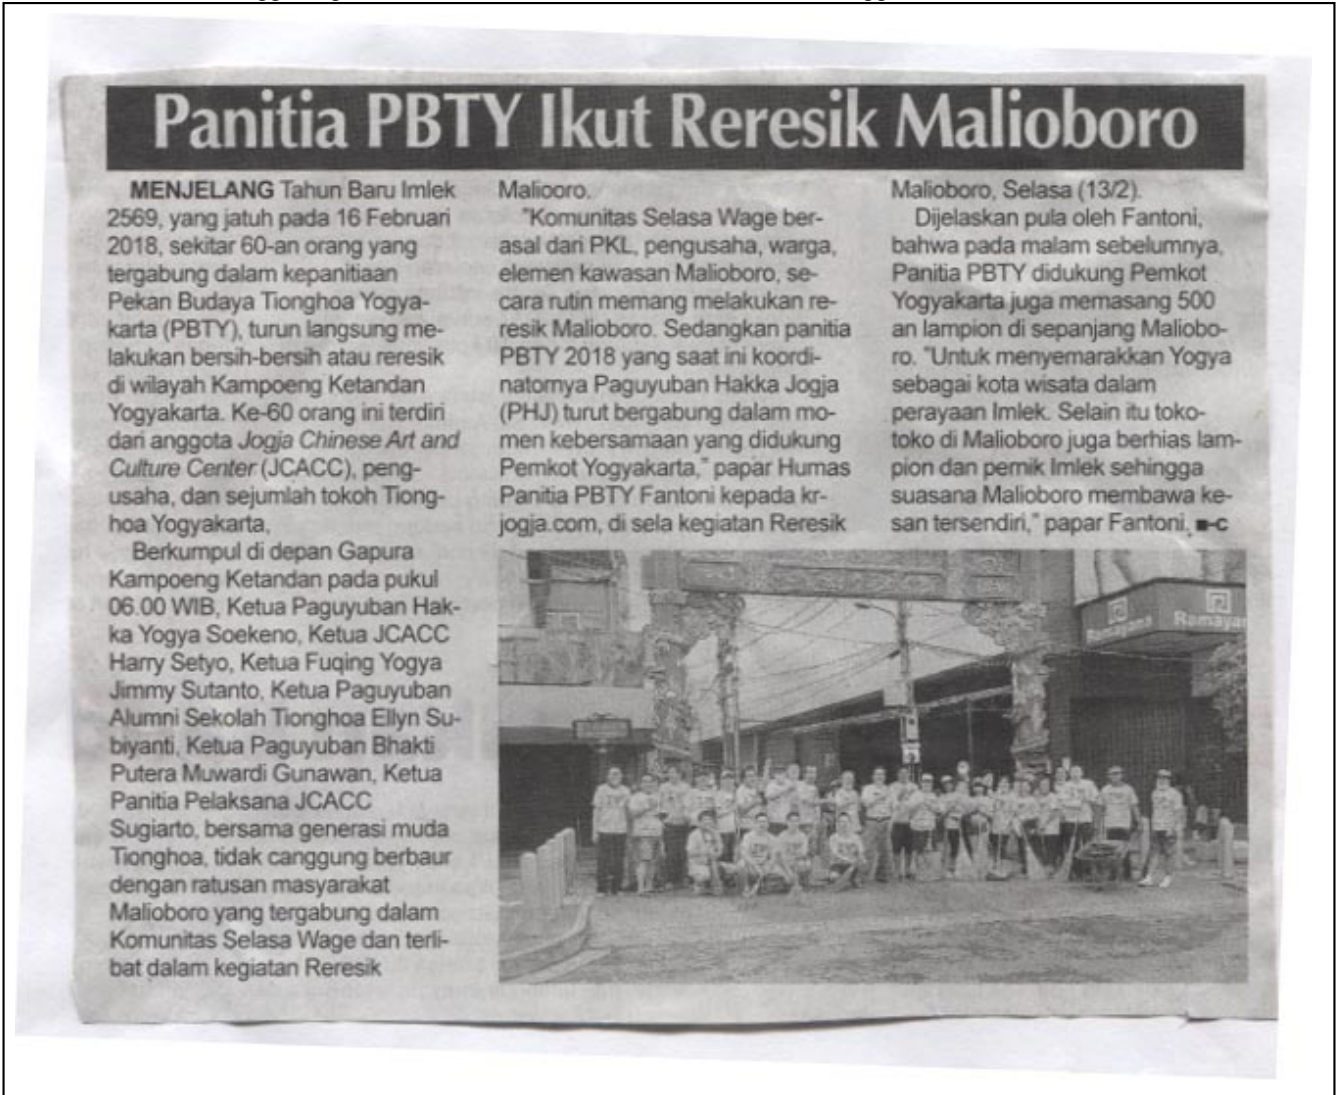 Panitia PBTY Ikut Reresik Malioboro
MENJELANG Tahun Baru Imlek
2569, yang jatuh pada 16 Februari
2018, sekitar 60-an orang yang
tergabung dalam kepanitiaan
Pekan Budaya Tionghoa Yogya-
karta (PBTY), turun langsung me-
lakukan bersih-bersih atau reresik
di wilayah Kampoeng Ketandan
Yogyakarta. Ke-60 orang ini terdiri
dari anggota Jogja Chinese Art and
Culture Center (JCACC), peng-
usaha, dan sejumlah tokoh Tiong-
hoa Yogyakarta,
Berkumpul di depan Gapura
Kampoeng Ketandan pada pukul
06.00 WIB, Ketua Paguyuban Hak-
ka Yogya Soekeno, Ketua JCACC
Harry Setyo, Ketua Fuqing Yogya
Jimmy Sutanto, Ketua Paguyuban
Alumni Sekolah Tionghoa Ellyn Su-
biyanti, Ketua Paguyuban Bhakti
Putera Muwardi Gunawan, Ketua
Panitia Pelaksana JCACC
Sugiarto, bersama generasi muda
Tionghoa, tidak canggung berbaur
dengan ratusan masyarakat
Malioboro yang tergabung dalam
Komunitas Selasa Wage dan terli-
bat dalam kegiatan Reresik
Maliooro.
"Komunitas Selasa Wage ber-
asal dari PKL, pengusaha, warga,
elemen kawasan Malioboro, se-
cara rutin memang melakukan re-
resik Malioboro. Sedangkan panitia
PBTY 2018 yang saat ini koordi-
natornya Paguyuban Hakka Jogja
(PHJ) turut bergabung dalam mo-
men kebersamaan yang didukung
Pemkot Yogyakarta," papar Humas
Panitia PBTY Fantoni kepada kr-
jogja.com, di sela kegiatan Reresik
Malioboro, Selasa (13/2).
Dijelaskan pula oleh Fantoni,
bahwa pada malam sebelumnya,
Panitia PBTY didukung Pemkot
Yogyakarta juga memasang 500
an lampion di sepanjang Maliobo-
ro. "Untuk menyemarakkan Yogya
sebagai kota wisata dalam
perayaan Imlek. Selain itu toko-
toko di Malioboro juga berhias lam-
pion dan pernik Imlek sehingga
suasana Malioboro membawa ke-
san tersendiri," papar Fantoni. ■-C
Ramayana Ramayan